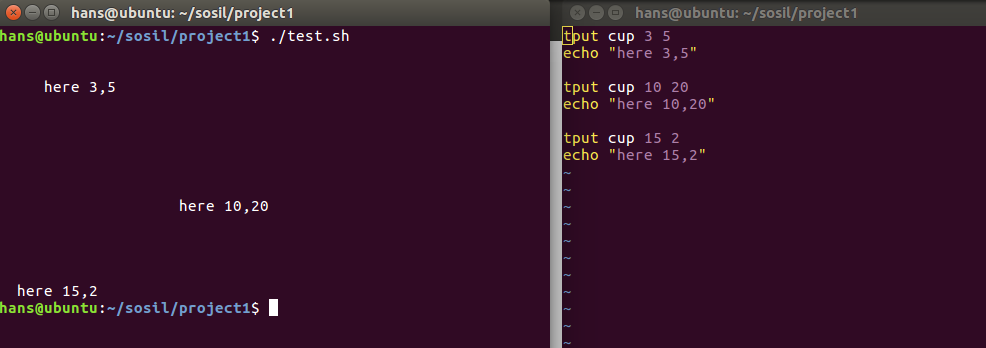 hans@ubuntu: ~/sosil/project1
hans@ubuntu:~/sosil/project1$ ./test.sh
here 3,5
here 10,20
here 15,2
hans@ubuntu:~/sosil/project1$
hans@ubuntu: ~/sosil/project1
tput cup 3 5
echo "here 3,5"
tput cup 10 20
echo "here 10,20"
tput cup 15 2
echo "here 15,2"
~
~
~
~
~
~
~
~
~
~
~